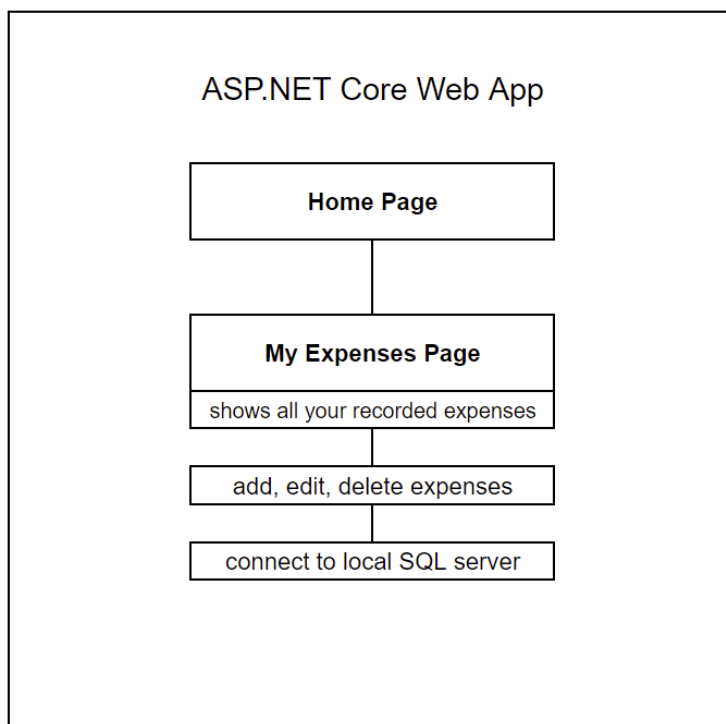 ASP.NET Core Web App
Home Page
My Expenses Page
shows all your recorded expenses
add, edit, delete expenses
connect to local SQL server